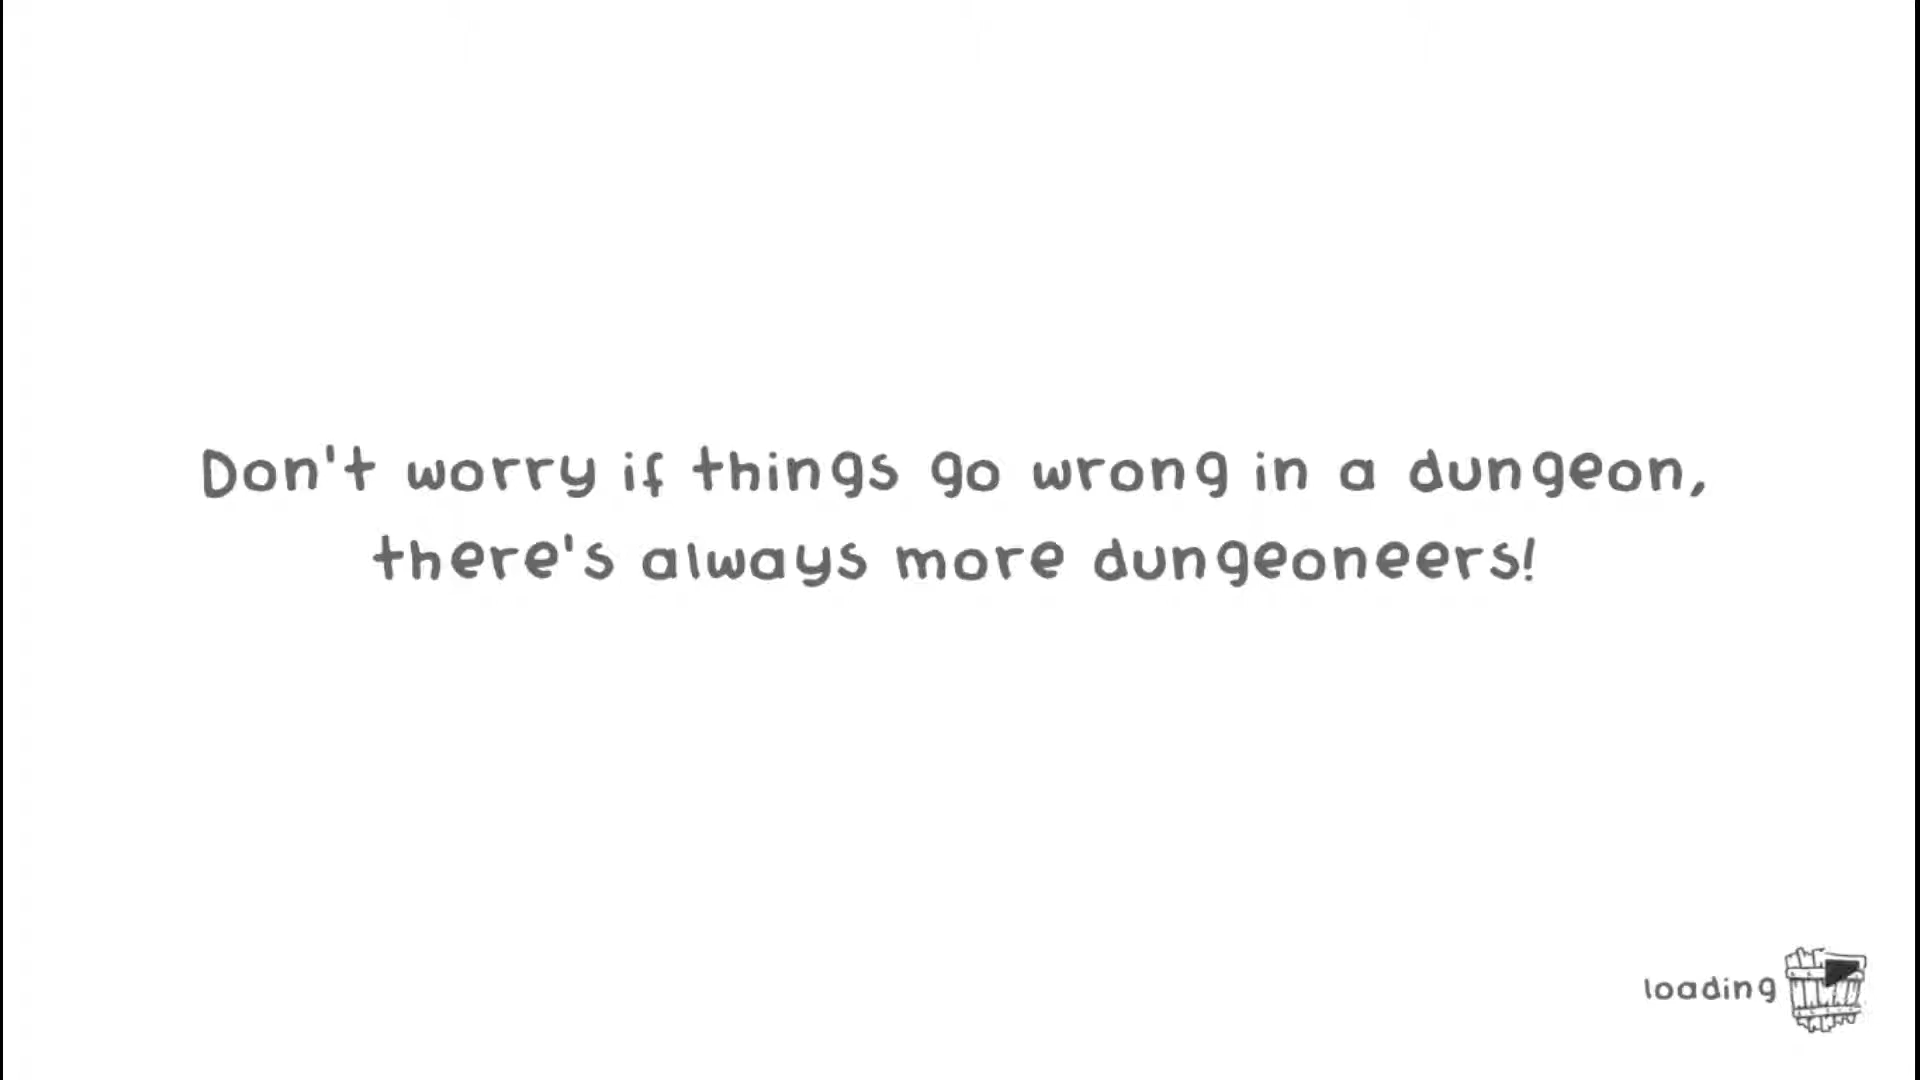 Don't worry if things go wrong in a dungeon,
there's always more dungeoneers!
loading